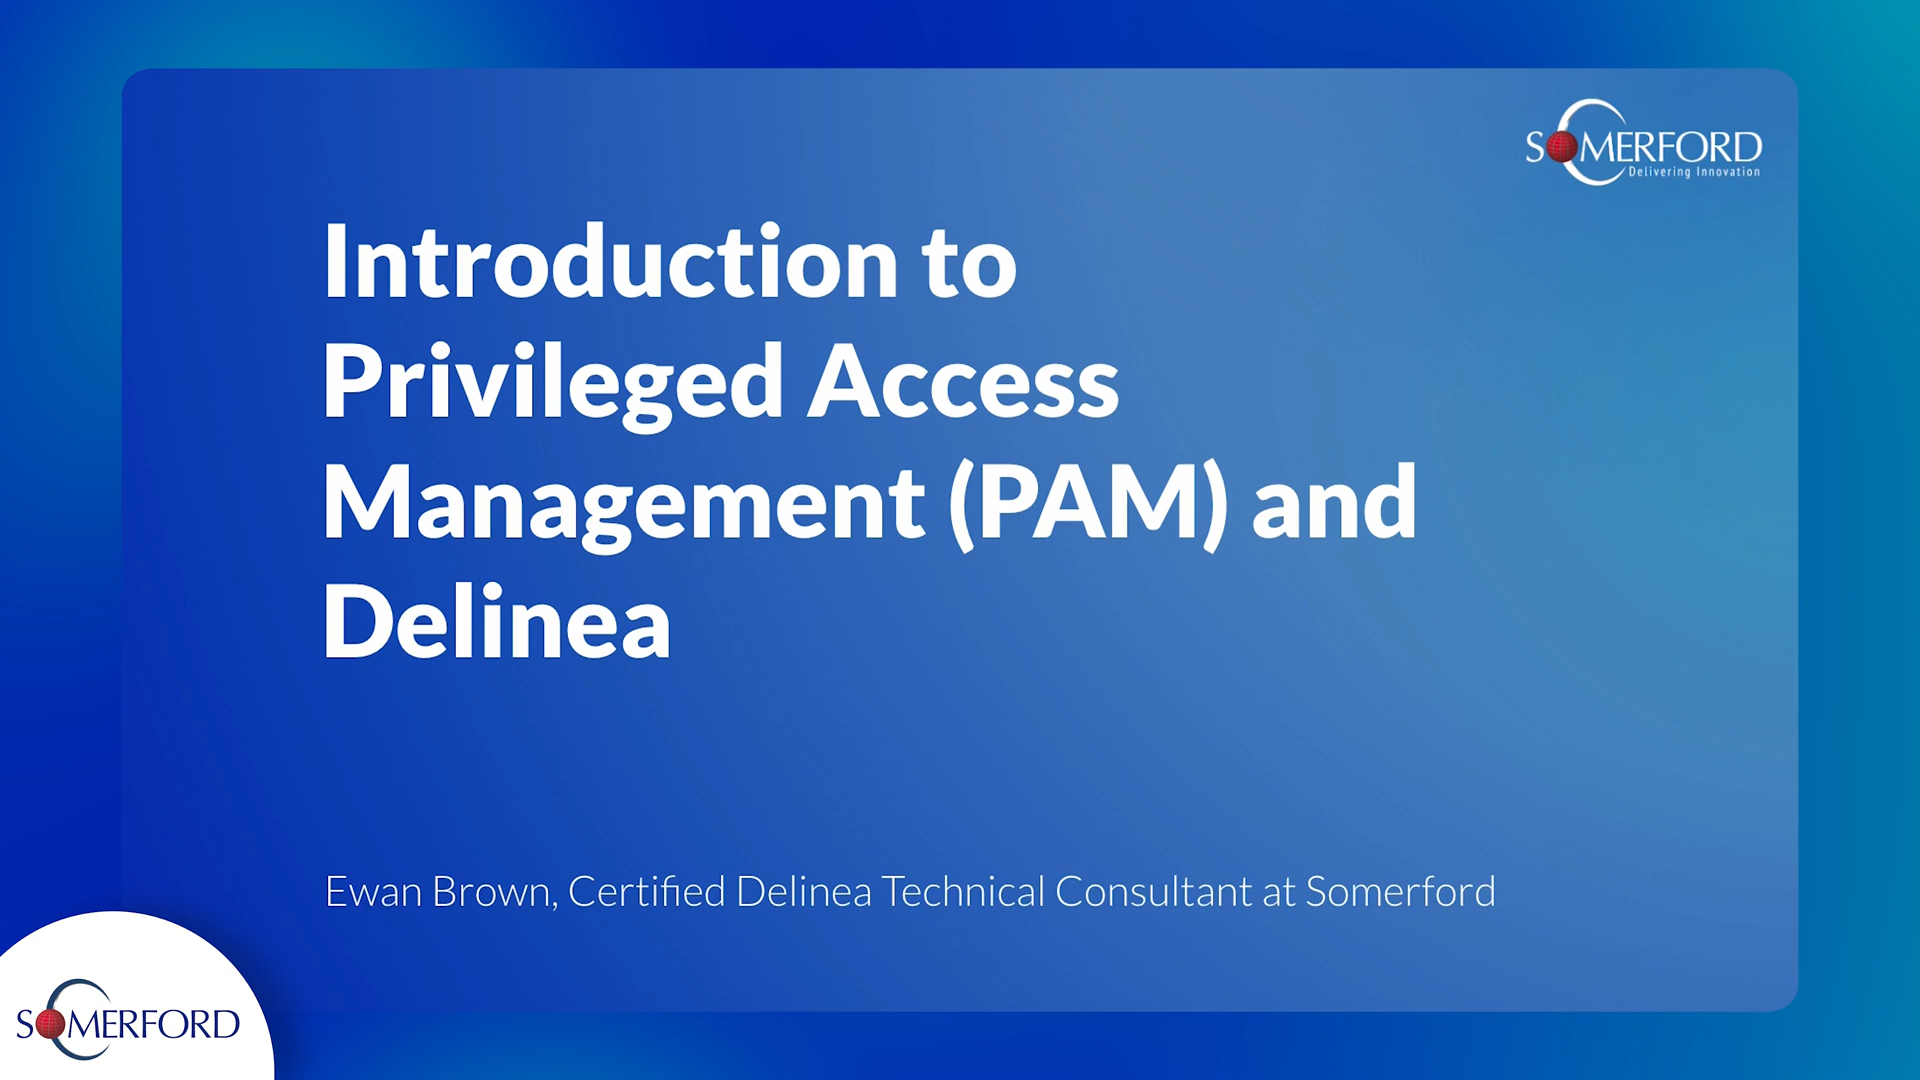 SOMERFORD
Delivering Innovation
Introduction to
Privileged Access
Management (PAM) and
Delinea
Ewan Brown, Certified Delinea Technical Consultant at Somerford
SOMERFORD